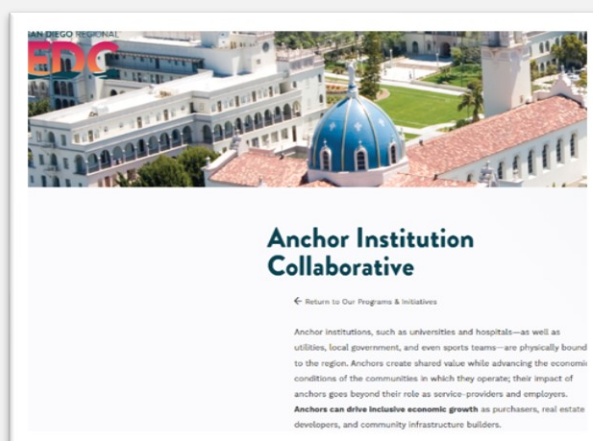 SAN DIEGO REGIONAL
EDC
Anchor Institution
Collaborative
← Return to Our Programs & Initiatives
Anchor institutions, such as universities and hospitals—as well as
utilities, local government, and even sports teams—are physically bound
to the region. Anchors create shared value while advancing the economi
conditions of the communities in which they operate; their impact of
anchors goes beyond their role as service-providers and employers.
Anchors can drive inclusive economic growth as purchasers, real estate
developers, and community infrastructure builders.